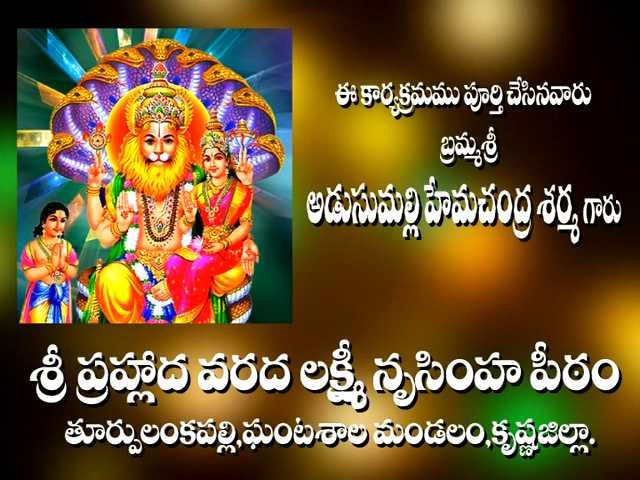 ఈ కార్యక్రమము పూర్తి చేసినవారు
బ్రమ్మశ్రీ
అడుసుమల్లి హేమచంద్ర శర్మ గారు
శ్రీ ప్రహ్లాద వరద లక్ష్మీ నృసింహ పీఠం
తూర్పులంకపల్లి,ఘంటశాల మండలం,కృష్ణజిల్లా.